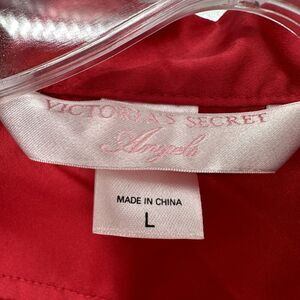 VICTORIA'S SECRET
Angels
MADE IN CHINA
L